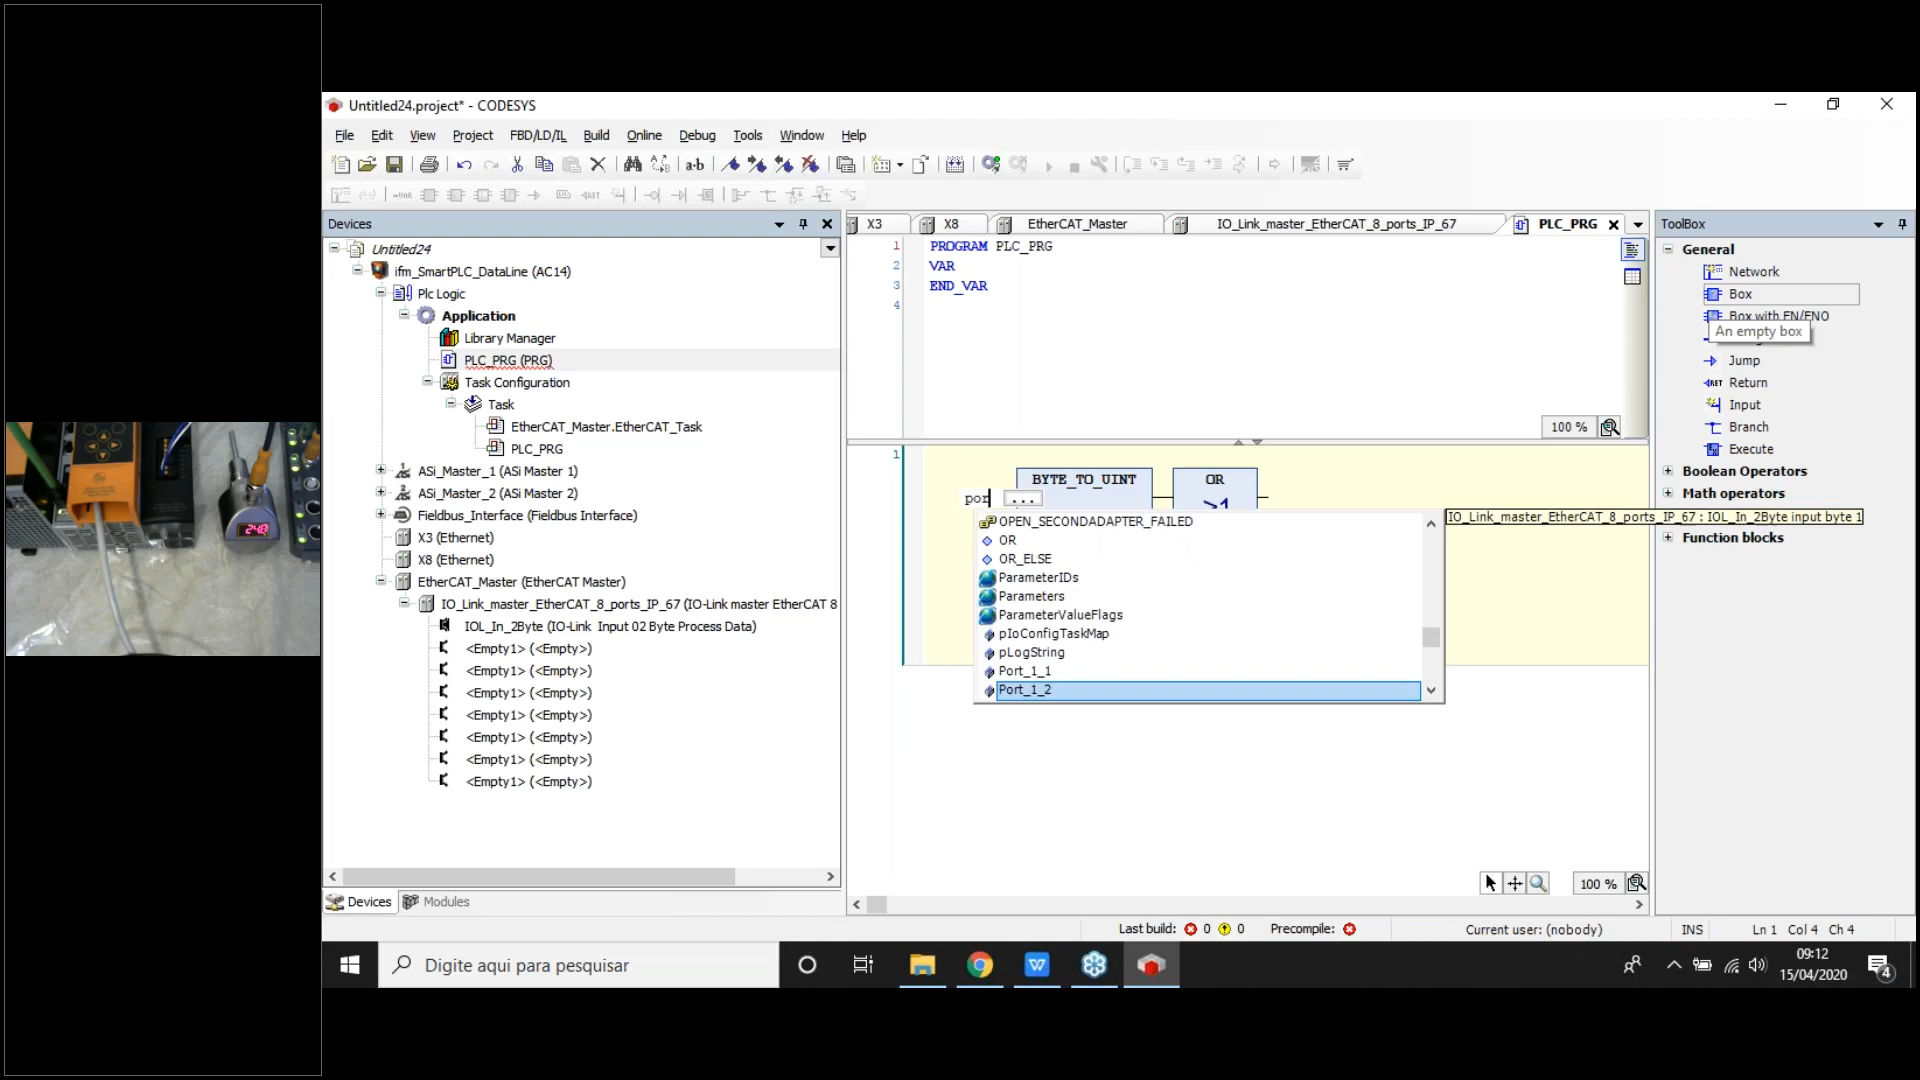 Untitled24.project* - CODESYS
File Edit View Project FBD/LD/IL Build Online Debug Tools Window Help
Devices
Untitled24
ifm_SmartPLC_DataLine (AC14)
Plc Logic
Application
Library Manager
PLC_PRG (PRG)
Task Configuration
Task
EtherCAT_Master.EtherCAT_Task
PLC_PRG
ASi_Master_1 (ASi Master 1)
ASi_Master_2 (ASi Master 2)
Fieldbus_Interface (Fieldbus Interface)
X3 (Ethernet)
X8 (Ethernet)
EtherCAT_Master (EtherCAT Master)
IO_Link_master_EtherCAT_8_ports_IP_67 (IO-Link master EtherCAT 8
IOL_In_2Byte (IO-Link Input 02 Byte Process Data)
<Empty1> (<Empty>)
<Empty1> (<Empty>)
<Empty1> (<Empty>)
<Empty1> (<Empty>)
<Empty1> (<Empty>)
<Empty1> (<Empty>)
<Empty1> (<Empty>)
Devices Modules
X3 X8 EtherCAT_Master IO_Link_master_EtherCAT_8_ports_IP_67 PLC_PRG
1 PROGRAM PLC_PRG
2 VAR
3 END_VAR
4
100 %
1
BYTE_TO_UINT OR
por ... >1
OPEN_SECONDADAPTER_FAILED
OR
OR_ELSE
ParameterIDs
Parameters
ParameterValueFlags
pIoConfigTaskMap
pLogString
Port_1_1
Port_1_2
IO_Link_master_EtherCAT_8_ports_IP_67 : IOL_In_2Byte input byte 1
100 %
ToolBox
General
Network
Box
Box with EN/ENO
An empty box
Jump
Return
Input
Branch
Execute
Boolean Operators
Math operators
Function blocks
Last build: 0 0 Precompile: Current user: (nobody) INS Ln 1 Col 4 Ch 4
Digite aqui para pesquisar
09:12
15/04/2020
4